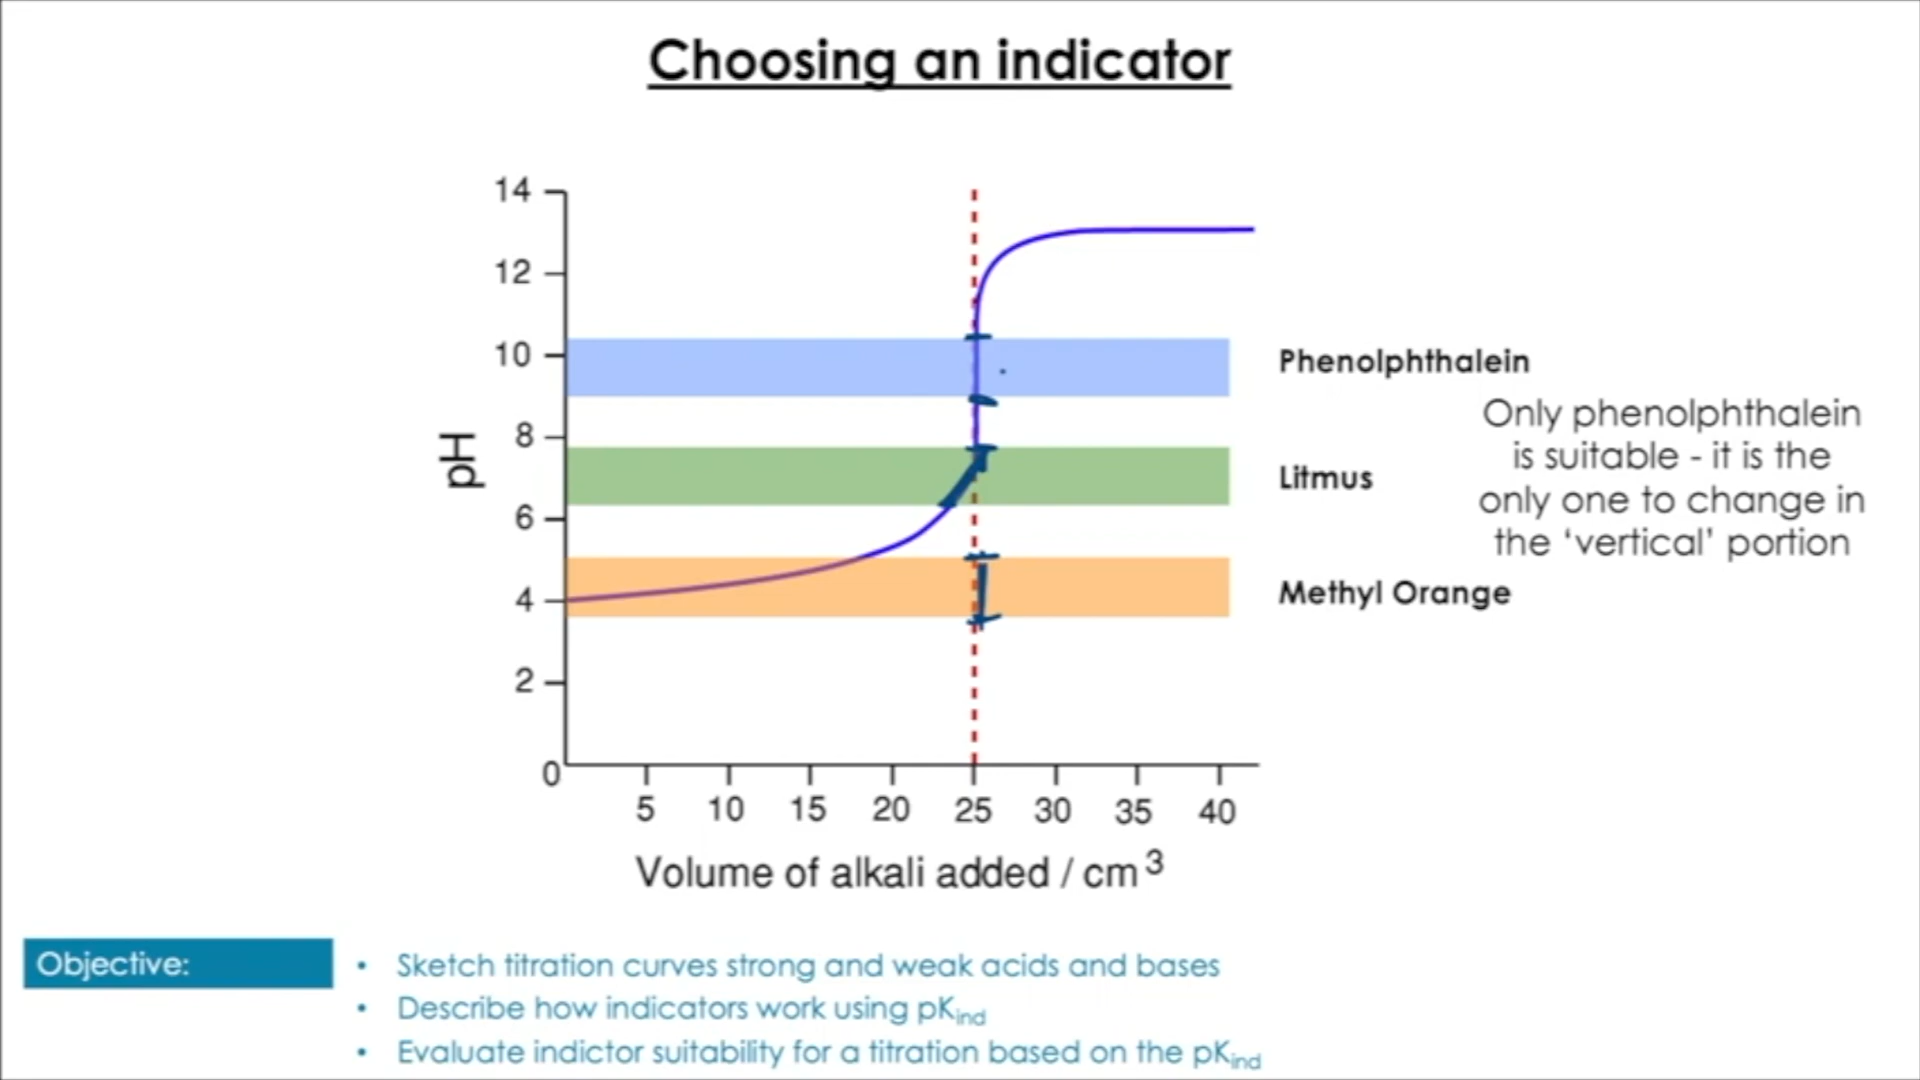 Choosing an indicator
14
12
10
8
6
4
2
0
pH
5 10 15 20 25 30 35 40
Volume of alkali added / cm³
Phenolphthalein
Only phenolphthalein
is suitable - it is the
only one to change in
the ‘vertical’ portion
Litmus
Methyl Orange
Objective:
• Sketch titration curves strong and weak acids and bases
• Describe how indicators work using pKind
• Evaluate indictor suitability for a titration based on the pKind